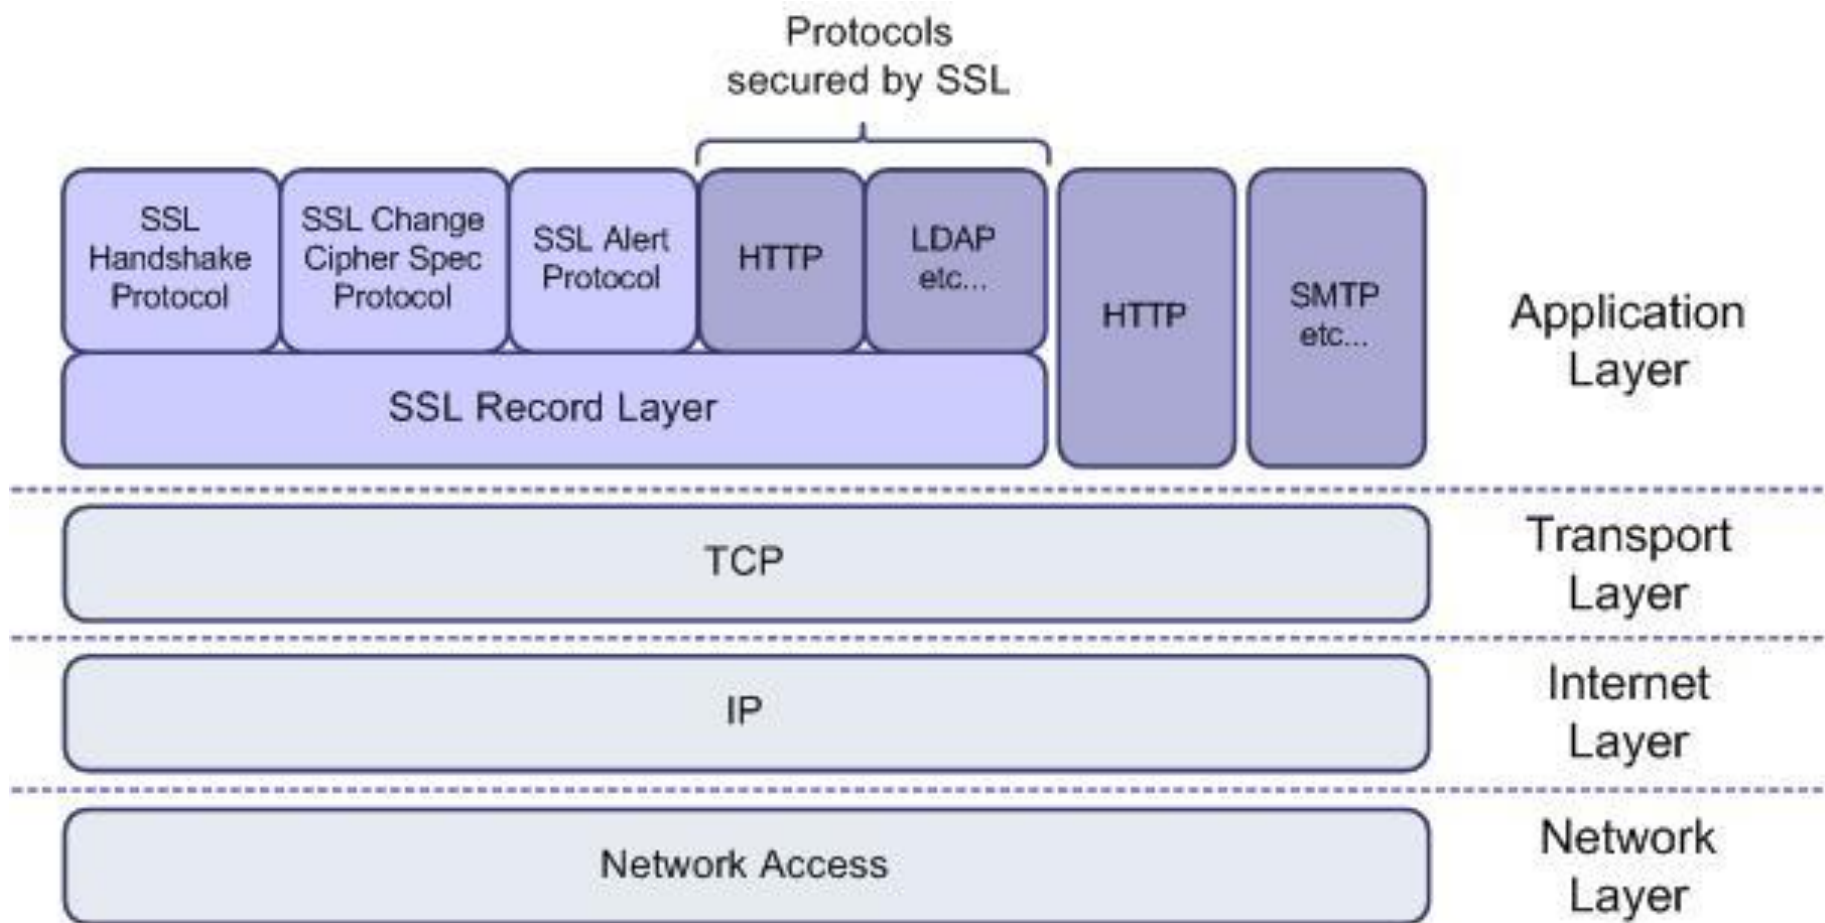 Protocols
secured by SSL
SSL
Handshake
Protocol
SSL Change
Cipher Spec
Protocol
SSL Alert
Protocol
HTTP
LDAP
etc...
HTTP
SMTP
etc...
Application
Layer
SSL Record Layer
TCP
Transport
Layer
IP
Internet
Layer
Network Access
Network
Layer